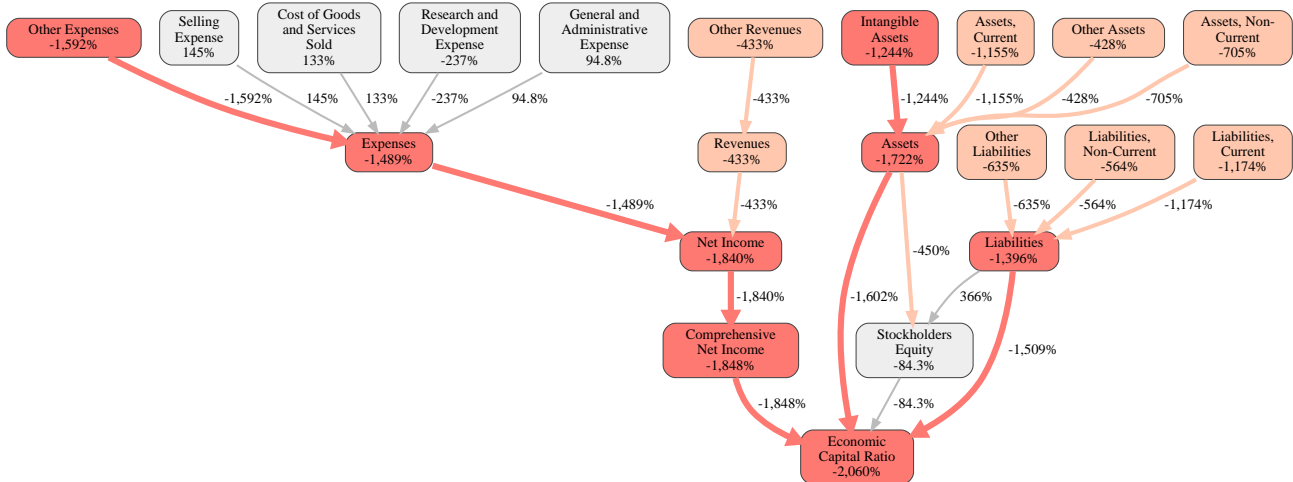 Other Expenses
-1,592%
Selling
Expense
145%
Cost of Goods
and Services
Sold
133%
Research and
Development
Expense
-237%
General and
Administrative
Expense
94.8%
Other Revenues
-433%
Intangible
Assets
-1,244%
Assets,
Current
-1,155%
Other Assets
-428%
Assets, Non-
Current
-705%
-1,592%
145%
133%
-237%
94.8%
-433%
-1,244%
-1,155%
-428%
-705%
Expenses
-1,489%
Revenues
-433%
Assets
-1,722%
Other
Liabilities
-635%
Liabilities,
Non-Current
-564%
Liabilities,
Current
-1,174%
-1,489%
-433%
-635%
-564%
-1,174%
Net Income
-1,840%
-450%
Liabilities
-1,396%
-1,840%
-1,602%
366%
Comprehensive
Net Income
-1,848%
Stockholders
Equity
-84.3%
-1,509%
-1,848%
-84.3%
Economic
Capital Ratio
-2,060%